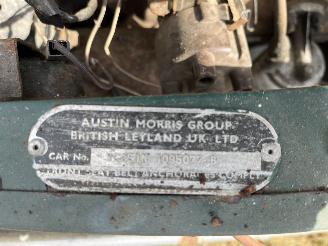 AUSTIN MORRIS GROUP
BRITISH LEYLAND UK LTD
CAR No.
FRONT SEAT BELT ANCHORAGES COMPLY